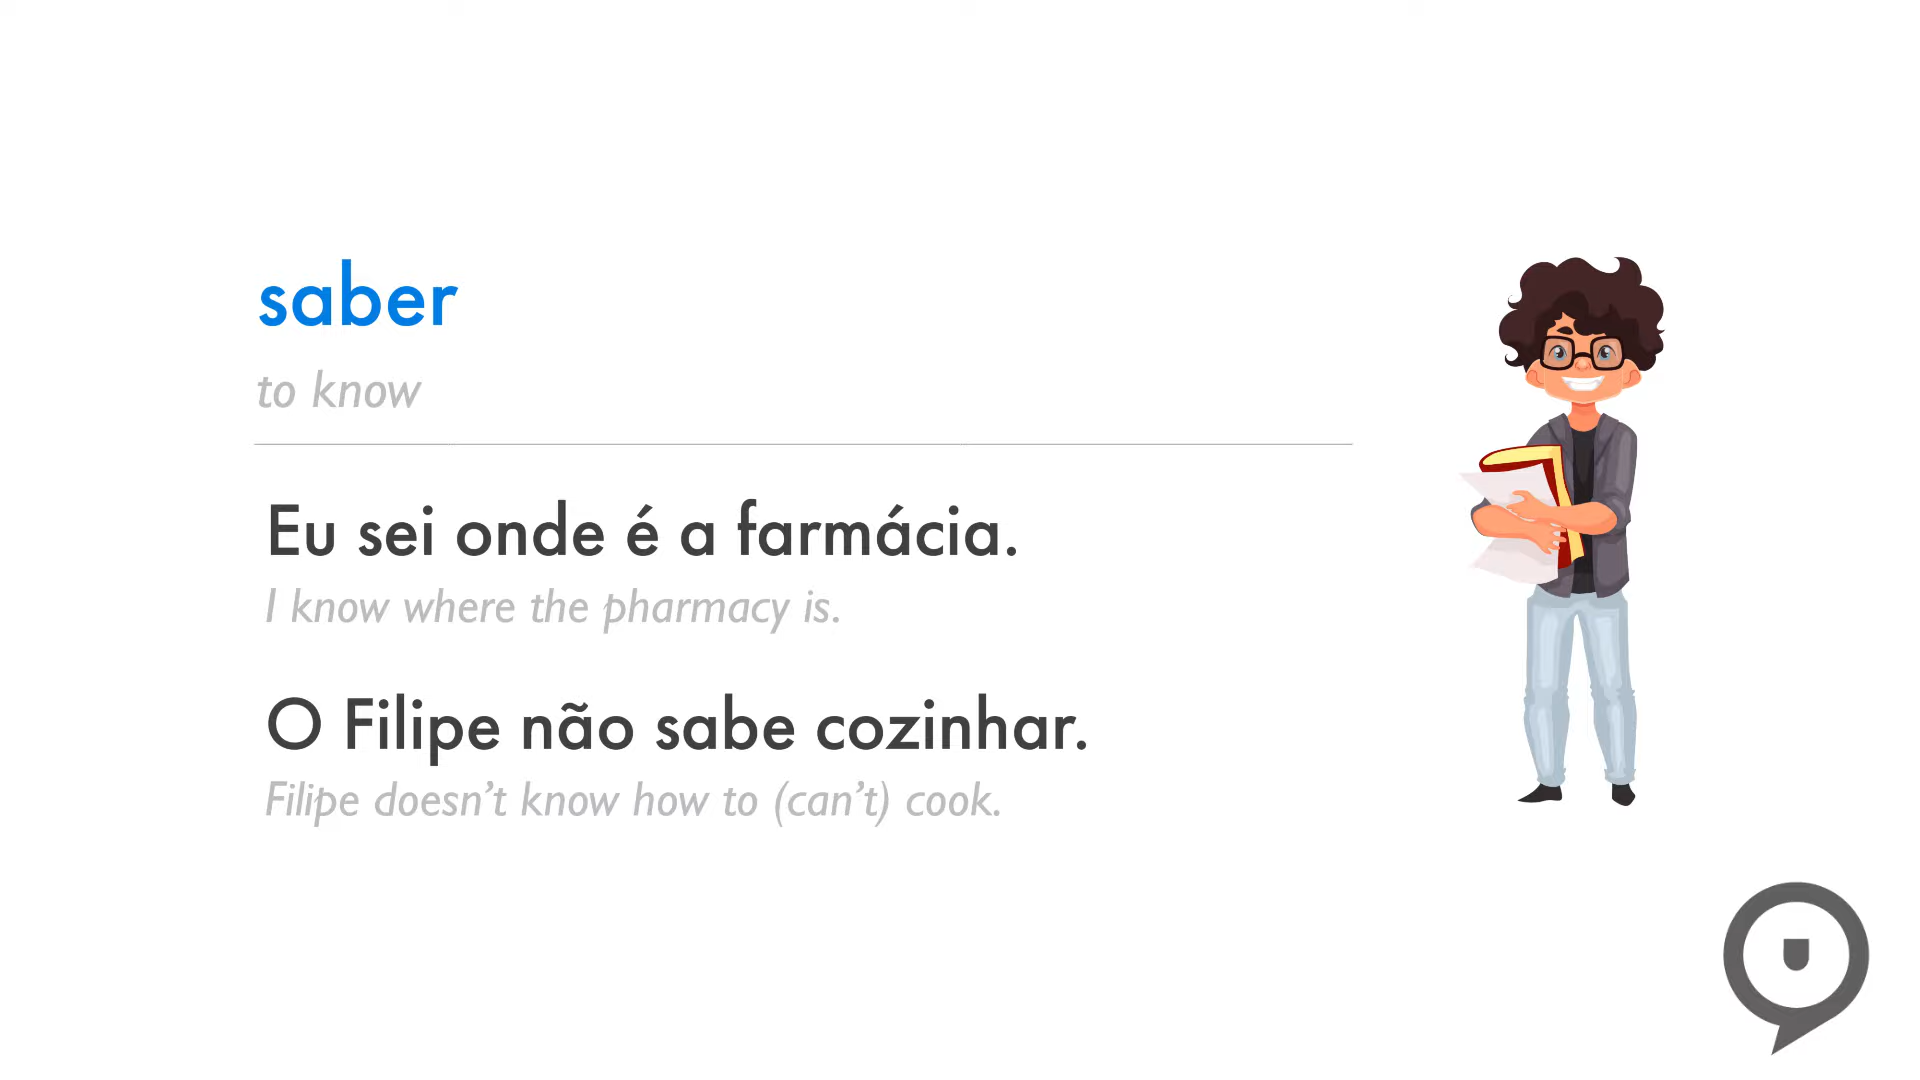 saber
to know
Eu sei onde é a farmácia.
I know where the pharmacy is.
O Filipe não sabe cozinhar.
Filipe doesn’t know how to (can’t) cook.